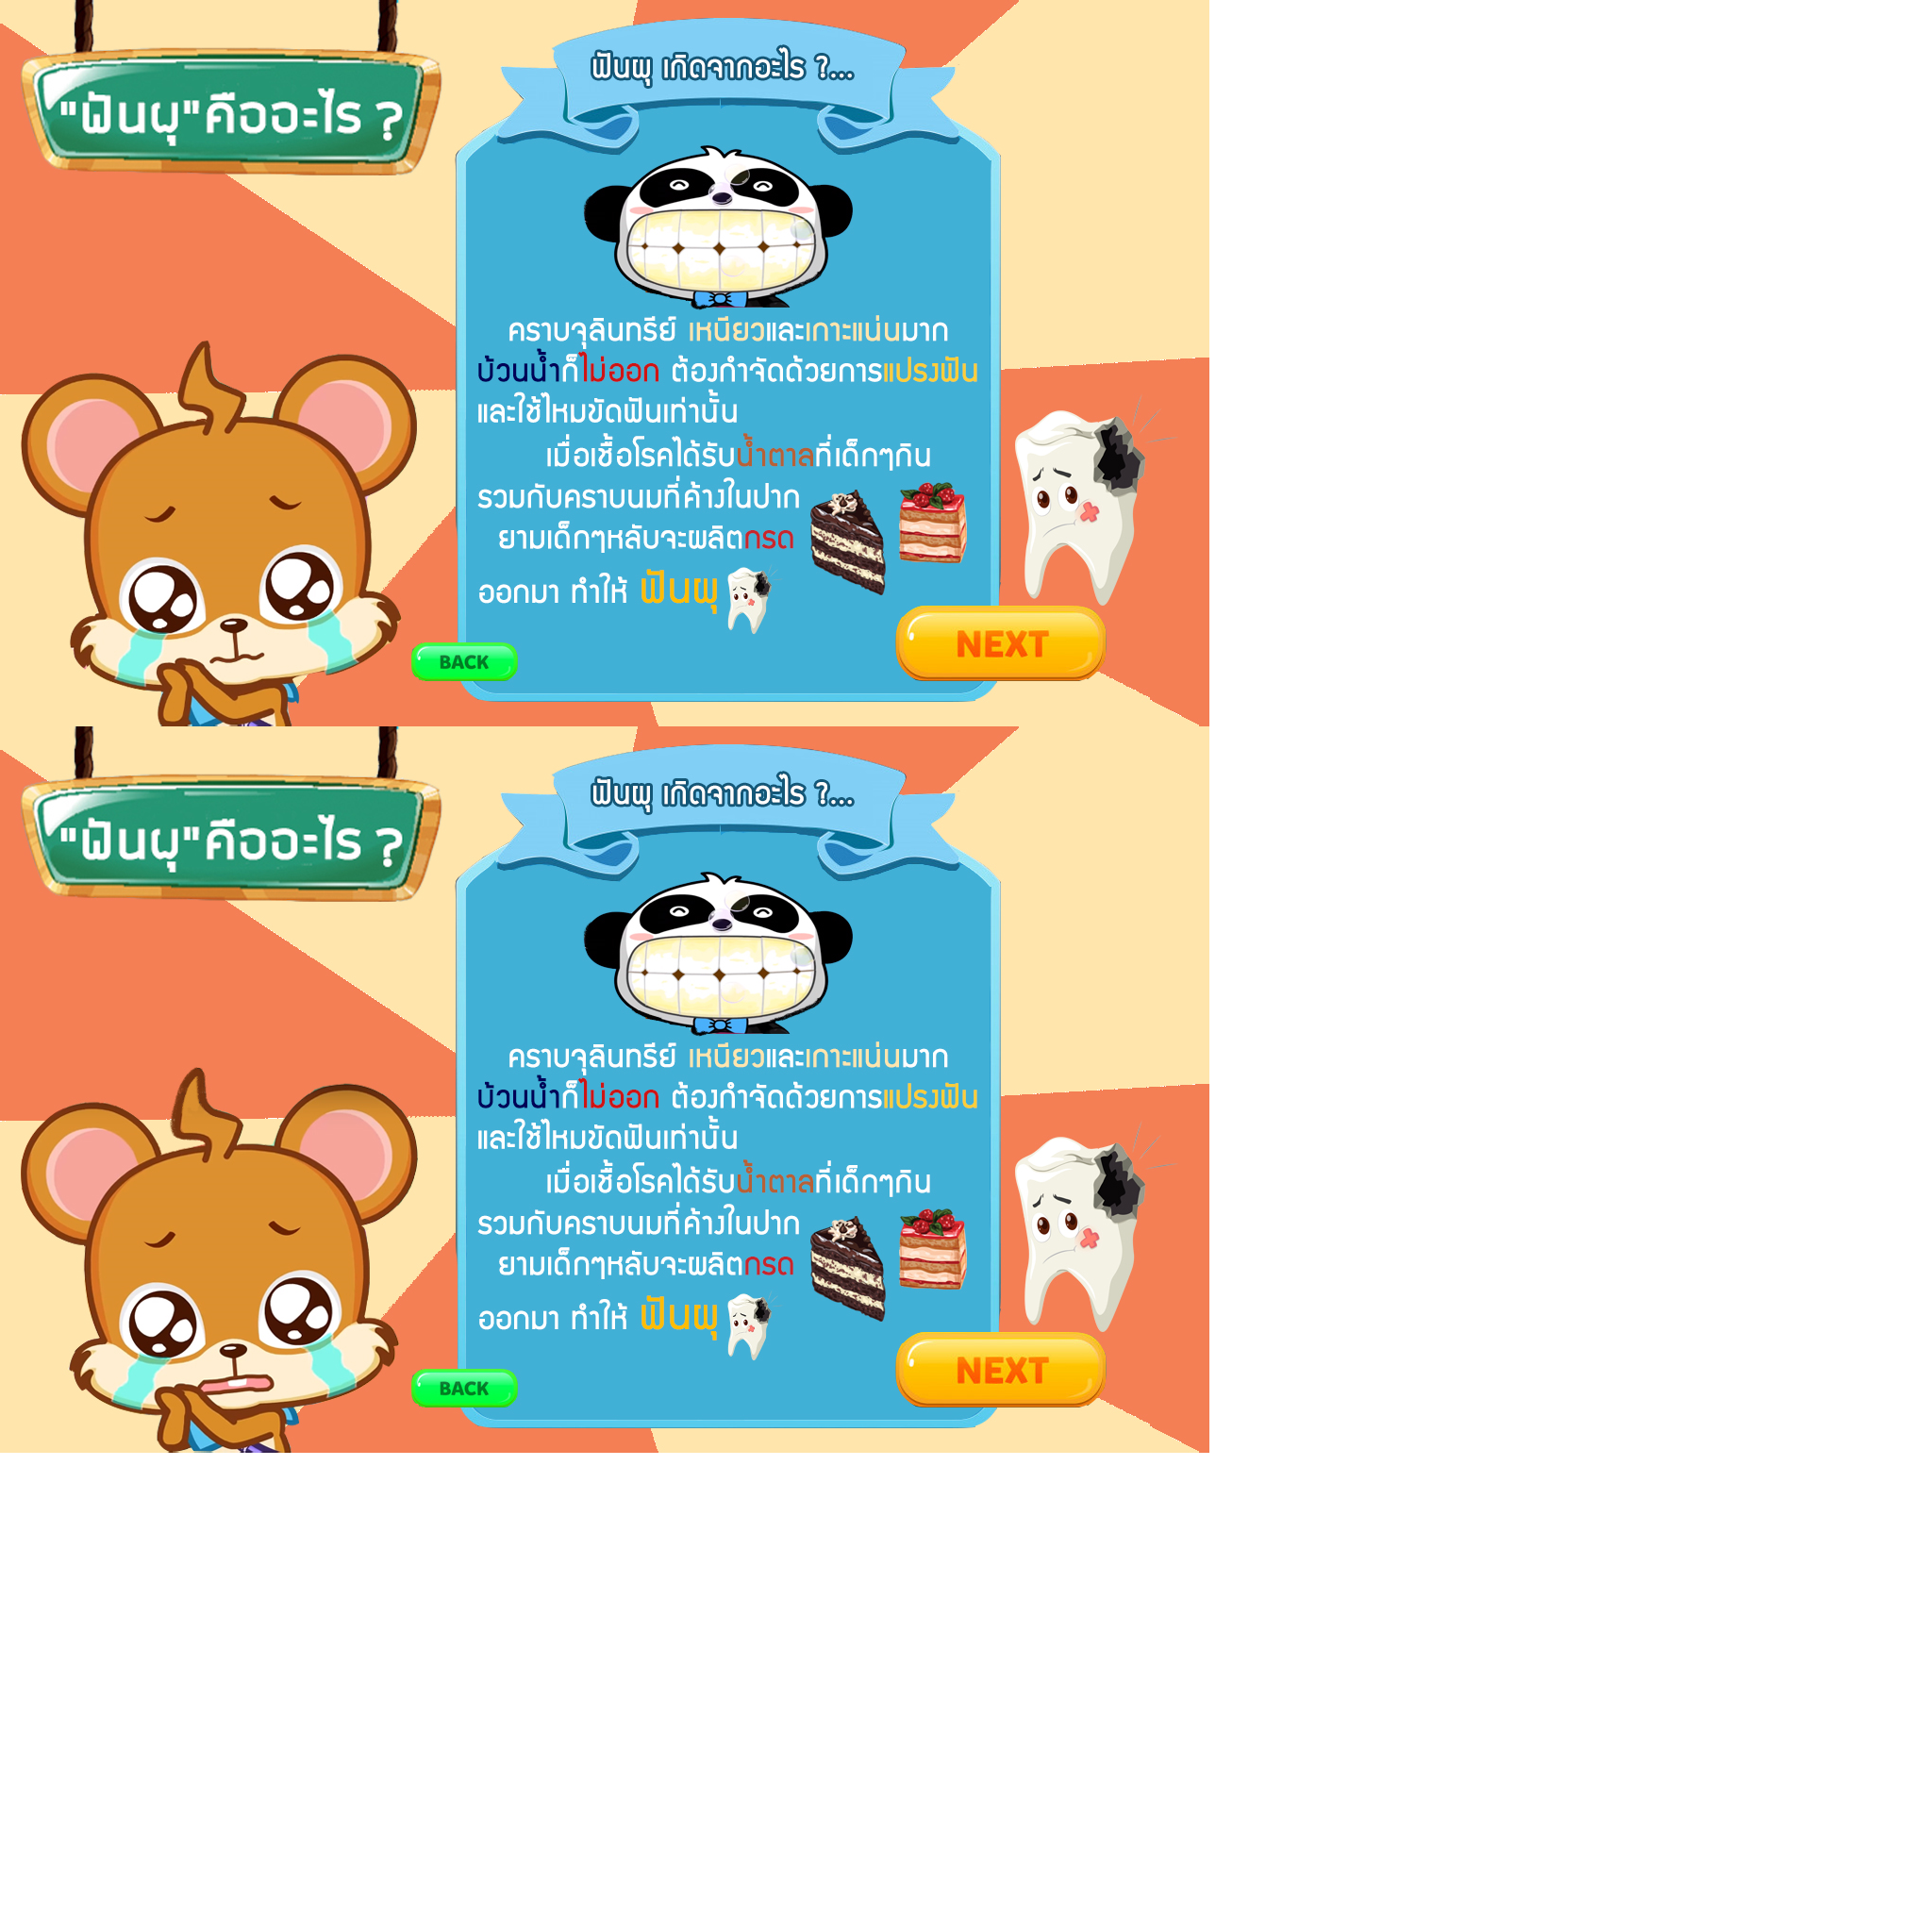 "ฟันผุ"คืออะไร ?
ฟันผุ เกิดจากอะไร ?...
คราบจุลินทรีย์ เหนียวและเกาะแน่นมาก
บ้วนน้ำก็ไม่ออก ต้องกำจัดด้วยการแปรงฟัน
และใช้ไหมขัดฟันเท่านั้น
เมื่อเชื้อโรคได้รับน้ำตาลที่เด็กๆกิน
รวมกับคราบนมที่ค้างในปาก
ยามเด็กๆหลับจะผลิตกรด
ออกมา ทำให้ ฟันผุ
BACK
NEXT
"ฟันผุ"คืออะไร ?
ฟันผุ เกิดจากอะไร ?...
คราบจุลินทรีย์ เหนียวและเกาะแน่นมาก
บ้วนน้ำก็ไม่ออก ต้องกำจัดด้วยการแปรงฟัน
และใช้ไหมขัดฟันเท่านั้น
เมื่อเชื้อโรคได้รับน้ำตาลที่เด็กๆกิน
รวมกับคราบนมที่ค้างในปาก
ยามเด็กๆหลับจะผลิตกรด
ออกมา ทำให้ ฟันผุ
BACK
NEXT